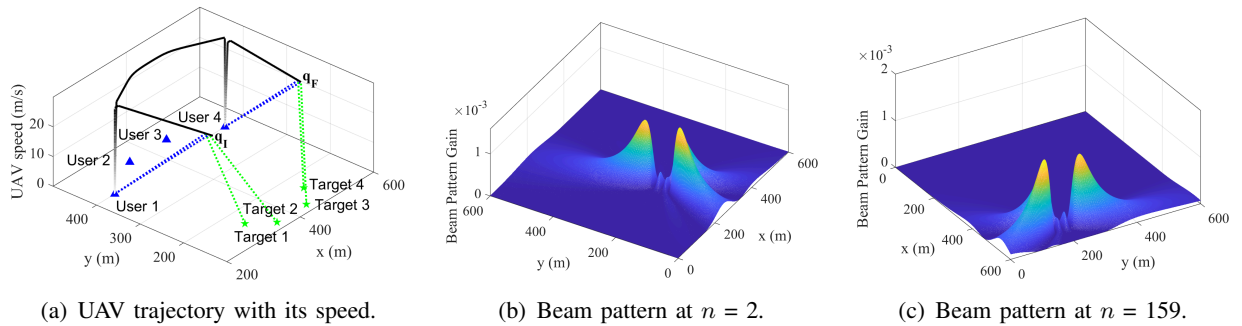 UAV speed (m/s)
20
10
0
400
300
200
y (m)
200
400
600
x (m)
User 1
User 2
User 3
User 4
q_I
q_F
Target 1
Target 2
Target 3
Target 4
(a) UAV trajectory with its speed.
×10^-3
Beam Pattern Gain
1
0
600
400
200
0
y (m)
0
200
400
600
x (m)
(b) Beam pattern at n = 2.
×10^-3
2
Beam Pattern Gain
1
0
0
200
400
600
x (m)
0
200
400
600
y (m)
(c) Beam pattern at n = 159.